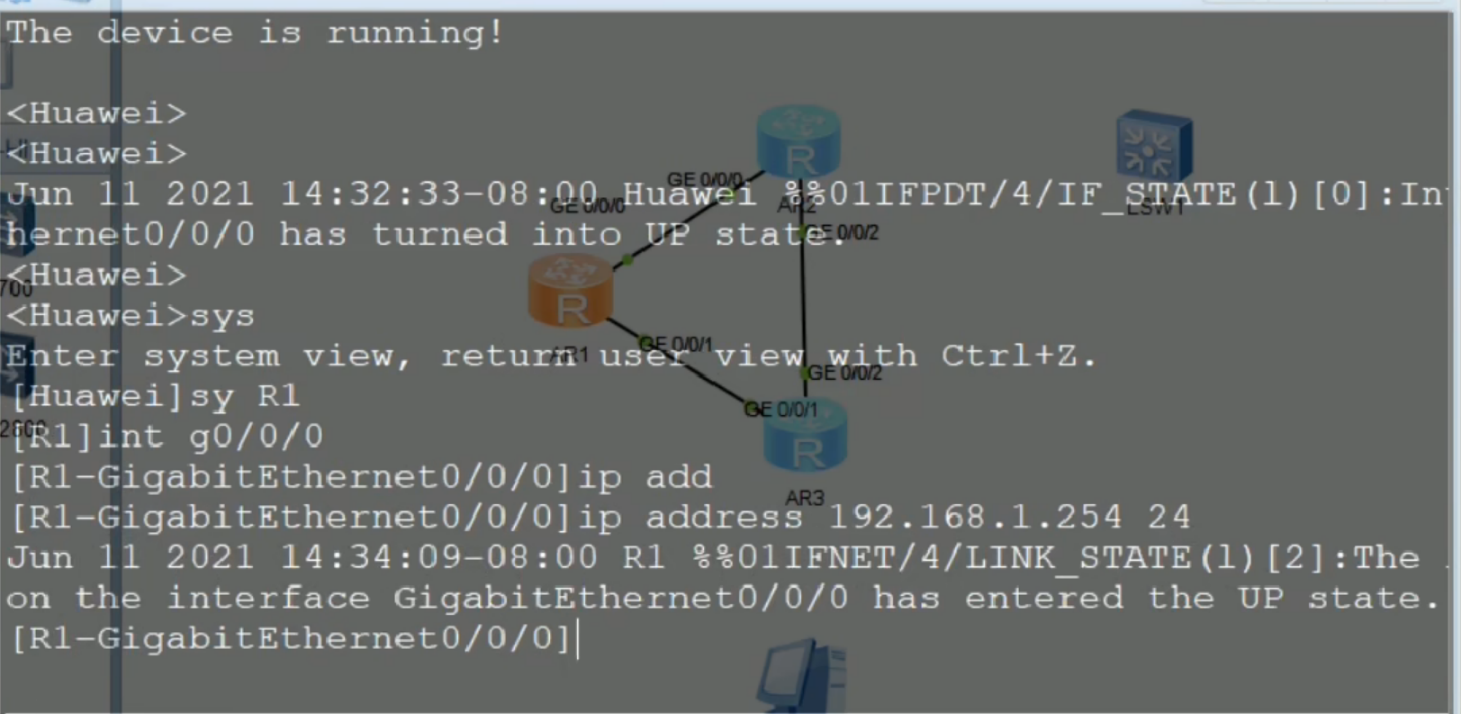 The device is running!
<Huawei>
<Huawei>
Jun 11 2021 14:32:33-08:00 Huawei %%01IFPDT/4/IF_STATE(l)[0]:In
hernet0/0/0 has turned into UP state.
<Huawei>
<Huawei>sys
Enter system view, return user view with Ctrl+Z.
[Huawei]sy R1
[R1]int g0/0/0
[R1-GigabitEthernet0/0/0]ip add
[R1-GigabitEthernet0/0/0]ip address 192.168.1.254 24
Jun 11 2021 14:34:09-08:00 R1 %%01IFNET/4/LINK_STATE(l)[2]:The
on the interface GigabitEthernet0/0/0 has entered the UP state.
[R1-GigabitEthernet0/0/0]
GE 0/0/0
R
GE 0/0/0
AR2
LSW1
GE 0/0/2
R
AR1
GE 0/0/1
GE 0/0/2
GE 0/0/1
R
AR3